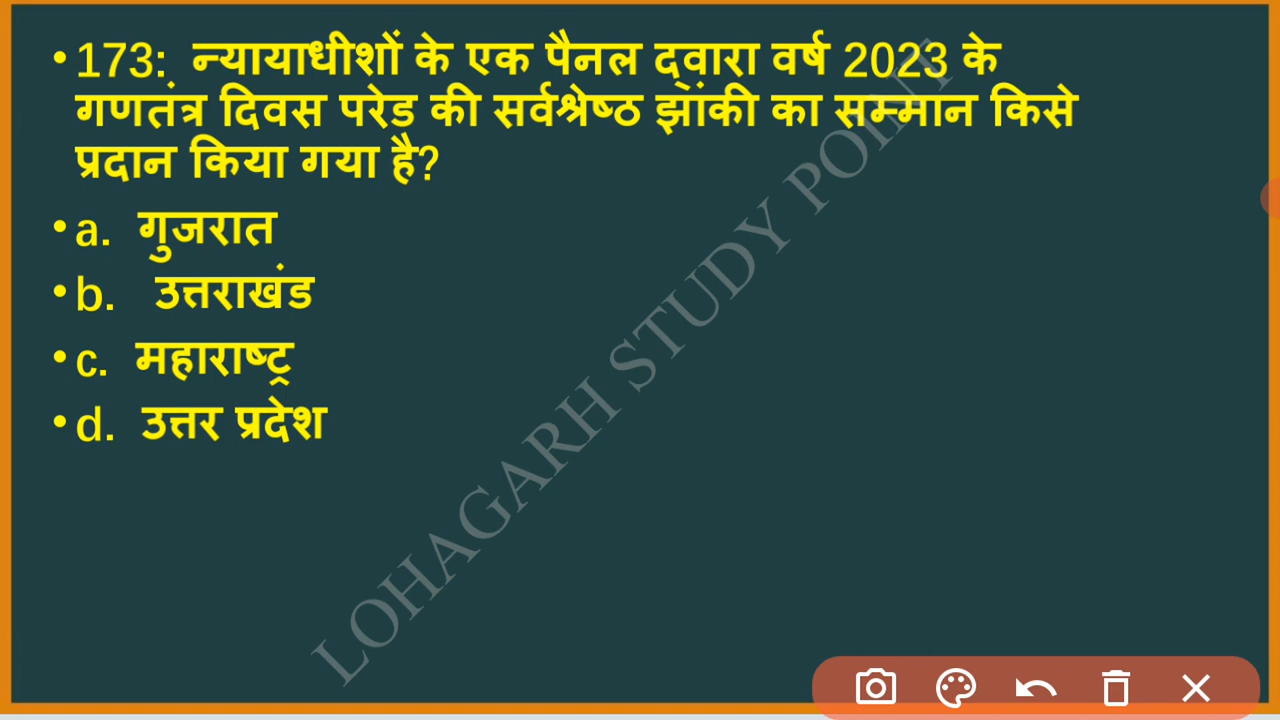 • 173: न्यायाधीशों के एक पैनल द्वारा वर्ष 2023 के
गणतंत्र दिवस परेड की सर्वश्रेष्ठ झांकी का सम्मान किसे
प्रदान किया गया है?
• a. गुजरात
• b. उत्तराखंड
• c. महाराष्ट्र
• d. उत्तर प्रदेश
LOHAGARH STUDY POINT